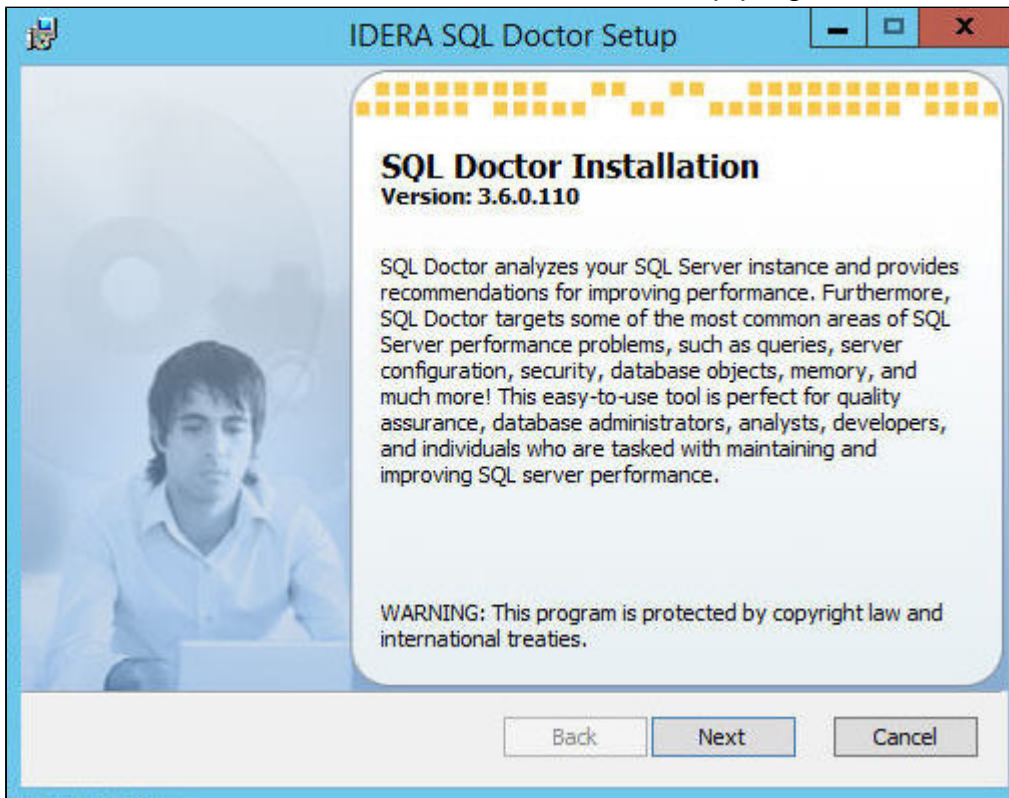 IDERA SQL Doctor Setup
SQL Doctor Installation
Version: 3.6.0.110
SQL Doctor analyzes your SQL Server instance and provides
recommendations for improving performance. Furthermore,
SQL Doctor targets some of the most common areas of SQL
Server performance problems, such as queries, server
configuration, security, database objects, memory, and
much more! This easy-to-use tool is perfect for quality
assurance, database administrators, analysts, developers,
and individuals who are tasked with maintaining and
improving SQL server performance.
WARNING: This program is protected by copyright law and
international treaties.
Back Next Cancel